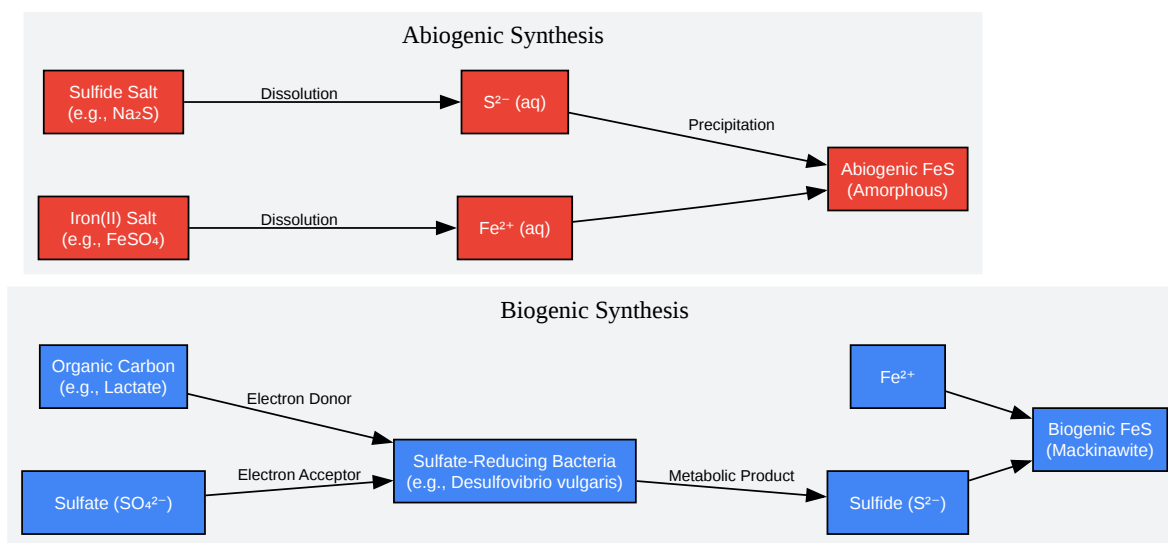 Abiogenic Synthesis
Sulfide Salt
(e.g., Na₂S)
Dissolution
S²⁻ (aq)
Precipitation
Abiogenic FeS
(Amorphous)
Iron(II) Salt
(e.g., FeSO₄)
Dissolution
Fe²⁺ (aq)
Biogenic Synthesis
Organic Carbon
(e.g., Lactate)
Electron Donor
Fe²⁺
Biogenic FeS
(Mackinawite)
Sulfate-Reducing Bacteria
(e.g., Desulfovibrio vulgaris)
Electron Acceptor
Metabolic Product
Sulfate (SO₄²⁻)
Sulfide (S²⁻)